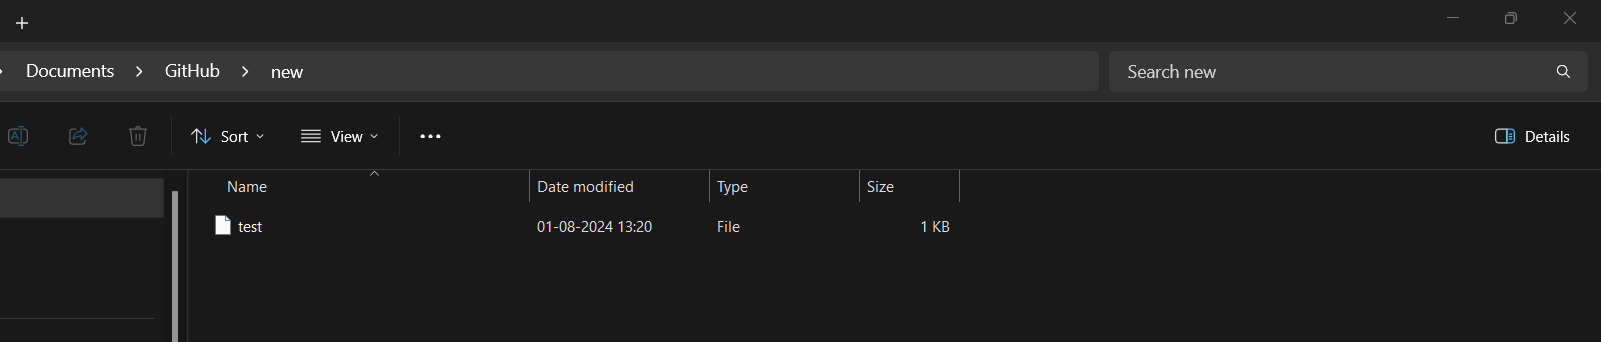 Documents > GitHub > new
Search new
Sort
View
Details
Name Date modified Type Size
test 01-08-2024 13:20 File 1 KB